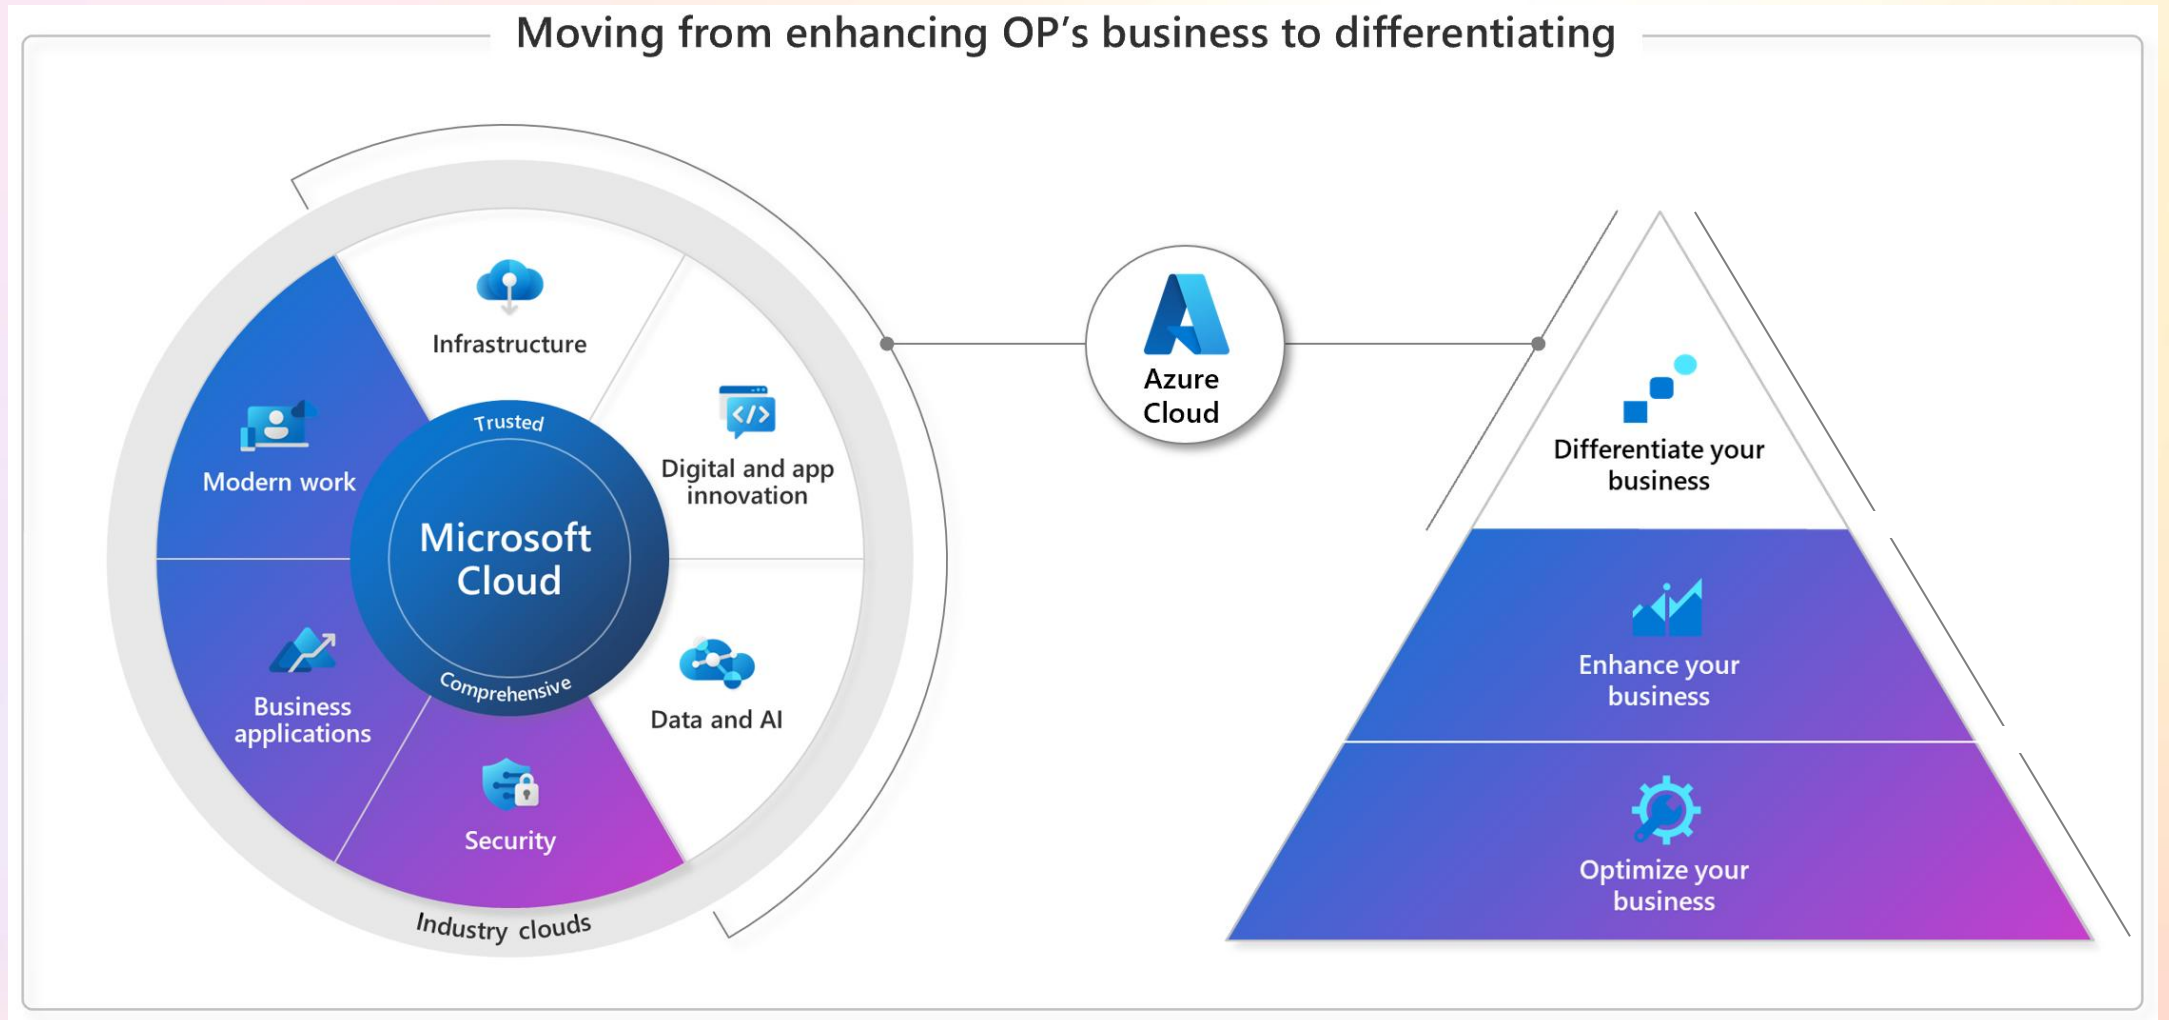 Moving from enhancing OP’s business to differentiating
Infrastructure
Digital and app
innovation
Data and AI
Security
Business
applications
Modern work
Trusted
Microsoft
Cloud
Comprehensive
Industry clouds
Azure
Cloud
Differentiate your
business
Enhance your
business
Optimize your
business